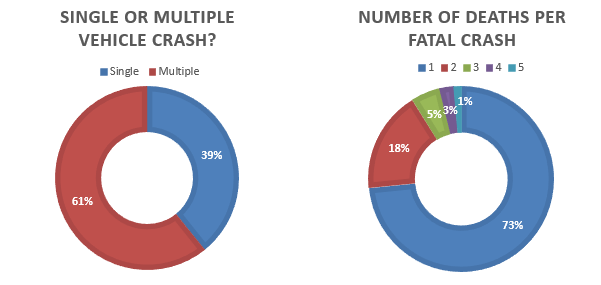 SINGLE OR MULTIPLE
VEHICLE CRASH?
Single Multiple
39%
61%
NUMBER OF DEATHS PER
FATAL CRASH
1 2 3 4 5
1%
3%
5%
18%
73%